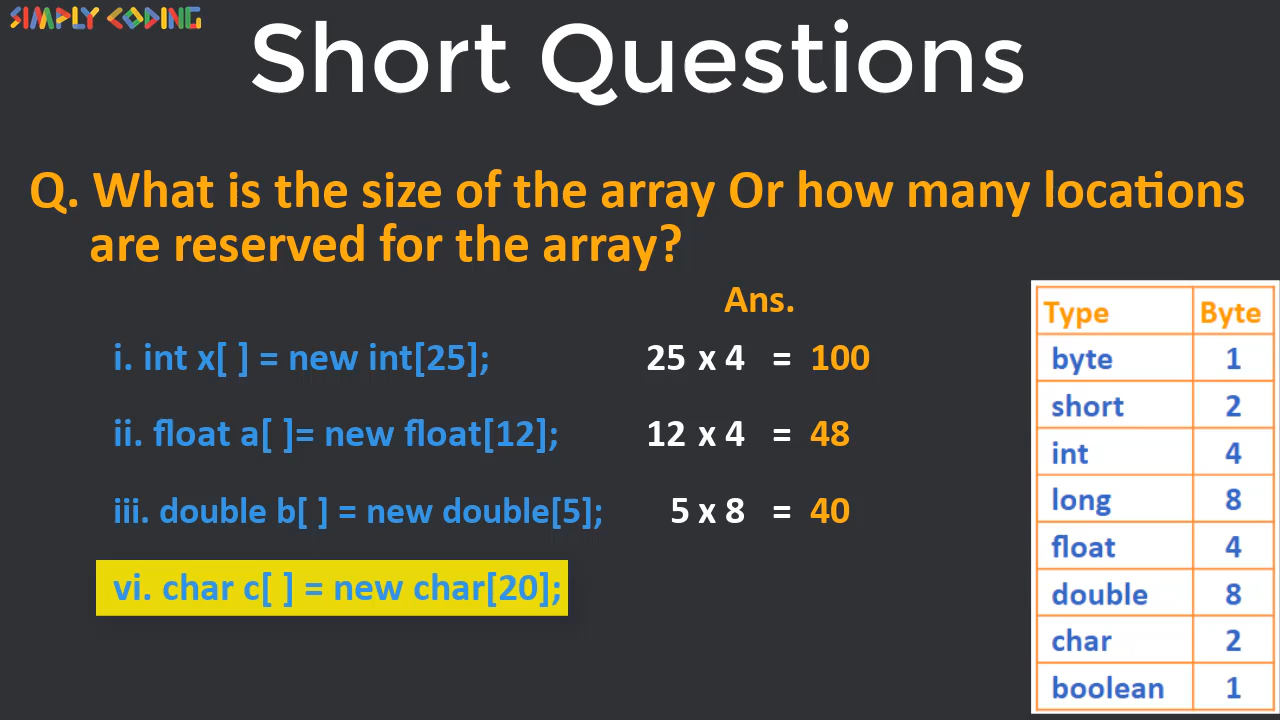 SIMPLY CODING
Short Questions
Q. What is the size of the array Or how many locations
are reserved for the array?
Ans.
i. int x[ ] = new int[25]; 25 x 4 = 100
ii. float a[ ]= new float[12]; 12 x 4 = 48
iii. double b[ ] = new double[5]; 5 x 8 = 40
vi. char c[ ] = new char[20];
Type Byte
byte 1
short 2
int 4
long 8
float 4
double 8
char 2
boolean 1